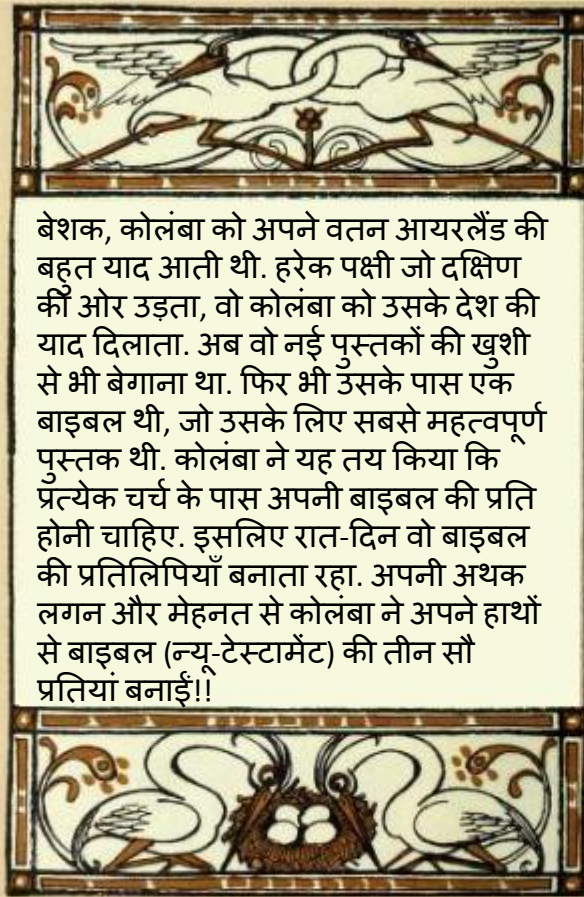 बेशक, कोलंबा को अपने वतन आयरलैंड की
बहुत याद आती थी. हरेक पक्षी जो दक्षिण
की ओर उड़ता, वो कोलंबा को उसके देश की
याद दिलाता. अब वो नई पुस्तकों की खुशी
से भी बेगाना था. फिर भी उसके पास एक
बाइबल थी, जो उसके लिए सबसे महत्वपूर्ण
पुस्तक थी. कोलंबा ने यह तय किया कि
प्रत्येक चर्च के पास अपनी बाइबल की प्रति
होनी चाहिए. इसलिए रात-दिन वो बाइबल
की प्रतिलिपियाँ बनाता रहा. अपनी अथक
लगन और मेहनत से कोलंबा ने अपने हाथों
से बाइबल (न्यू-टेस्टामेंट) की तीन सौ
प्रतियां बनाईं!!